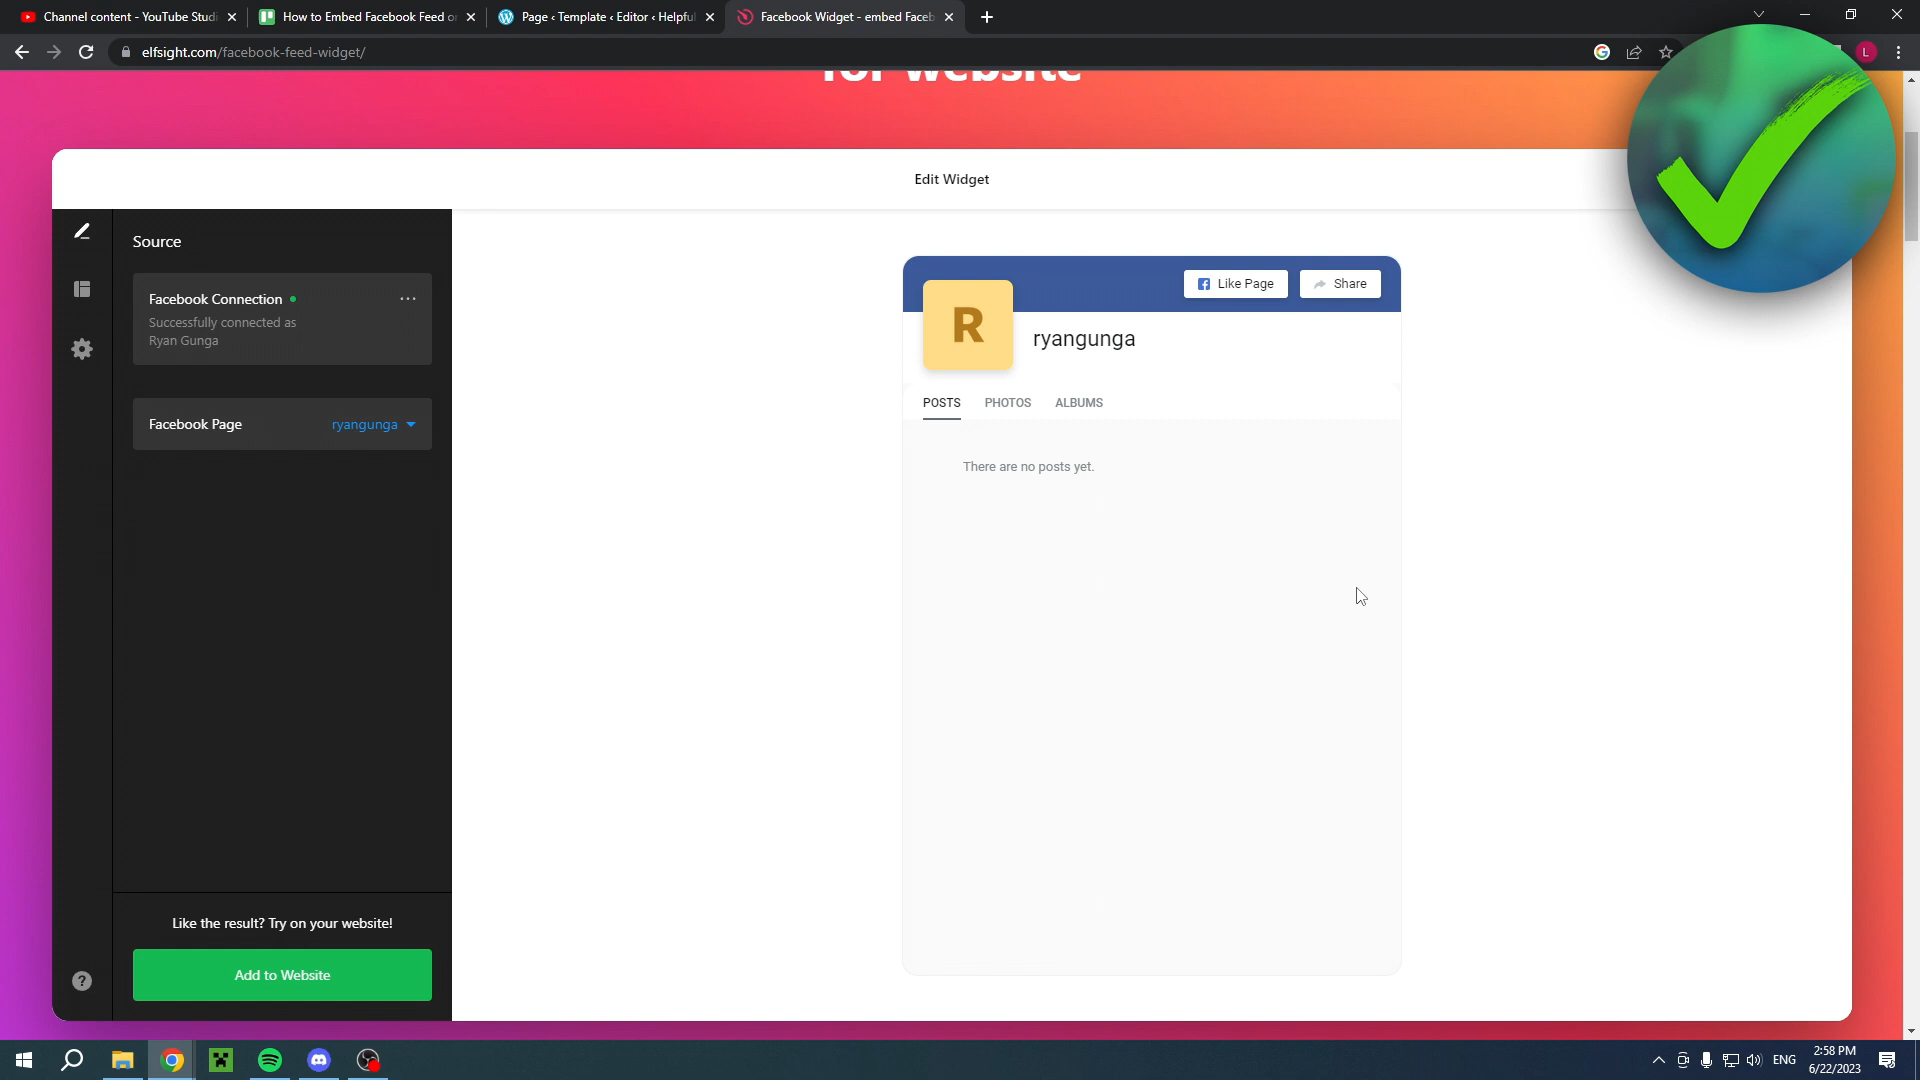 Channel content - YouTube Studi
How to Embed Facebook Feed or
Page ‹ Template ‹ Editor ‹ Helpful
Facebook Widget - embed Faceb
elfsight.com/facebook-feed-widget/
L
for website
Edit Widget
Source
Facebook Connection
Successfully connected as
Ryan Gunga
Facebook Page
ryangunga
Like Page
Share
R
ryangunga
POSTS
PHOTOS
ALBUMS
There are no posts yet.
Like the result? Try on your website!
Add to Website
?
ENG
2:58 PM
6/22/2023